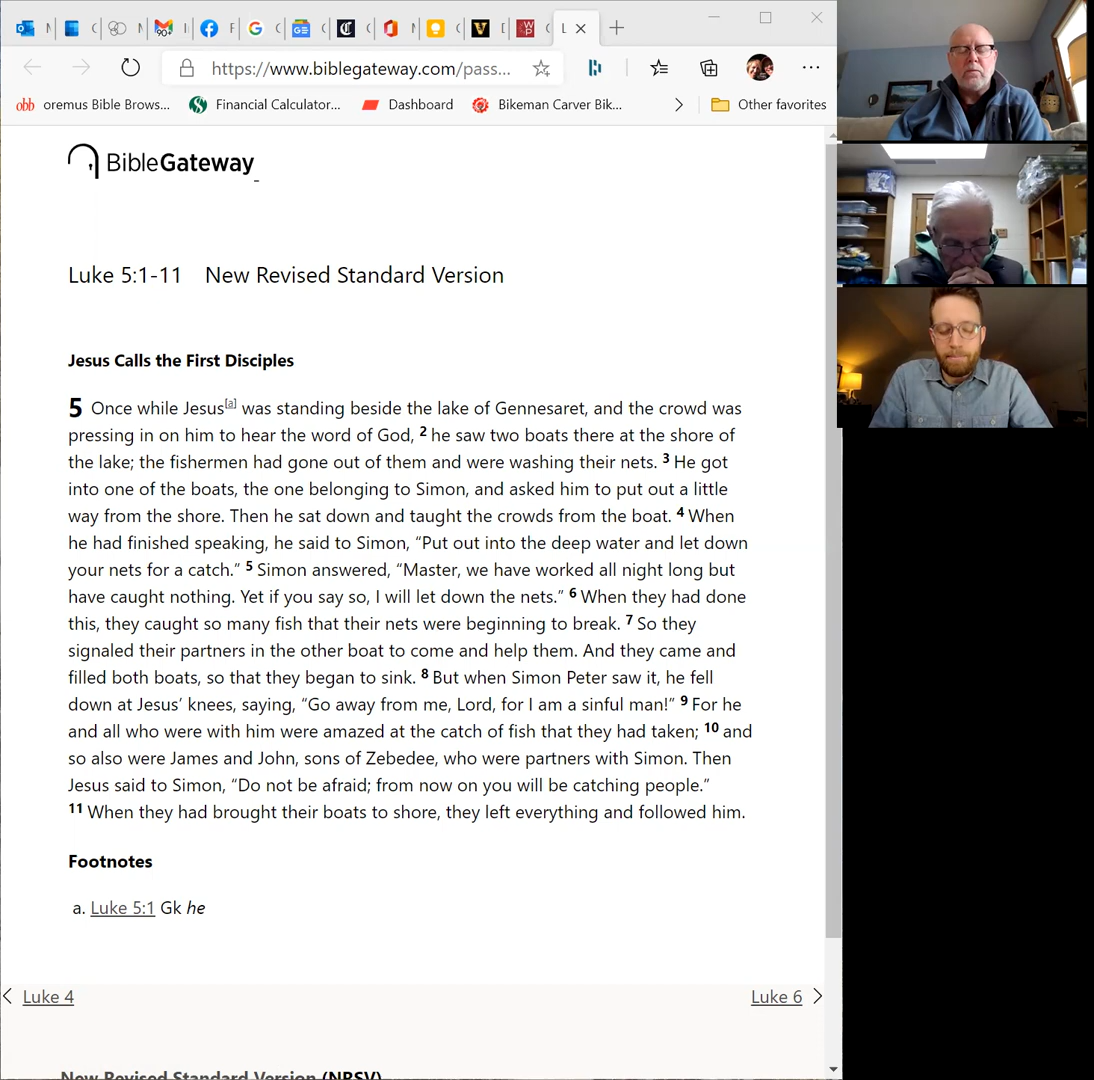 https://www.biblegateway.com/pass...
oremus Bible Brows...
Financial Calculator...
Dashboard
Bikeman Carver Bik...
Other favorites
BibleGateway
Luke 5:1-11 New Revised Standard Version
Jesus Calls the First Disciples
5 Once while Jesus[a] was standing beside the lake of Gennesaret, and the crowd was
pressing in on him to hear the word of God, 2 he saw two boats there at the shore of
the lake; the fishermen had gone out of them and were washing their nets. 3 He got
into one of the boats, the one belonging to Simon, and asked him to put out a little
way from the shore. Then he sat down and taught the crowds from the boat. 4 When
he had finished speaking, he said to Simon, “Put out into the deep water and let down
your nets for a catch.” 5 Simon answered, “Master, we have worked all night long but
have caught nothing. Yet if you say so, I will let down the nets.” 6 When they had done
this, they caught so many fish that their nets were beginning to break. 7 So they
signaled their partners in the other boat to come and help them. And they came and
filled both boats, so that they began to sink. 8 But when Simon Peter saw it, he fell
down at Jesus’ knees, saying, “Go away from me, Lord, for I am a sinful man!” 9 For he
and all who were with him were amazed at the catch of fish that they had taken; 10 and
so also were James and John, sons of Zebedee, who were partners with Simon. Then
Jesus said to Simon, “Do not be afraid; from now on you will be catching people.”
11 When they had brought their boats to shore, they left everything and followed him.
Footnotes
a. Luke 5:1 Gk he
Luke 4
Luke 6
New Revised Standard Version (NRSV)